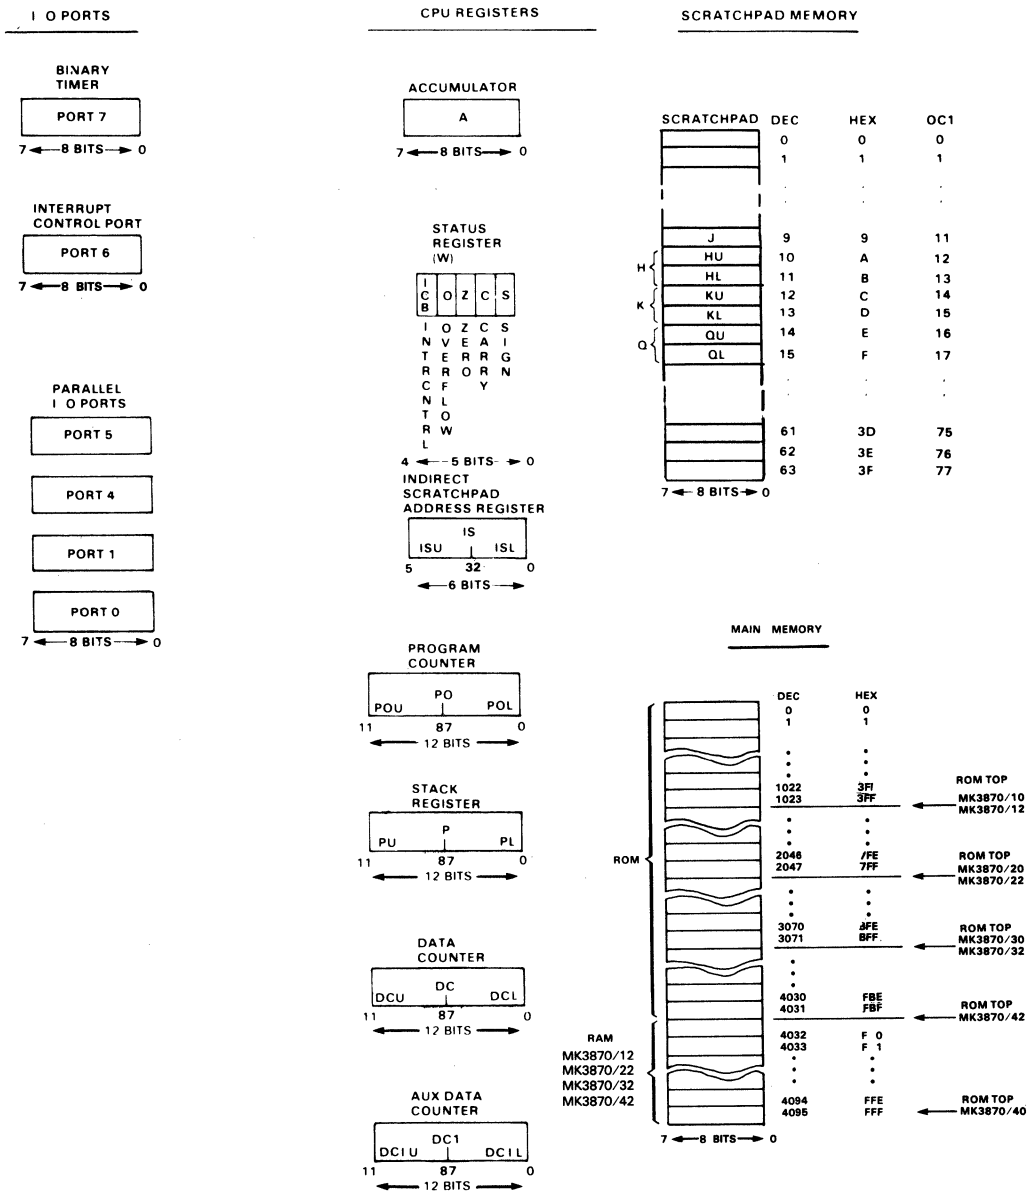 I O PORTS
CPU REGISTERS
SCRATCHPAD MEMORY
BINARY
TIMER
PORT 7
7 8 BITS 0
INTERRUPT
CONTROL PORT
PORT 6
7 8 BITS 0
PARALLEL
I O PORTS
PORT 5
PORT 4
PORT 1
PORT 0
7 8 BITS 0
ACCUMULATOR
A
7 8 BITS 0
STATUS
REGISTER
(W)
ICB O Z C S
INTRCNTRL
OVERFLOW
ZERO
CARRY
SIGN
4 5 BITS 0
INDIRECT
SCRATCHPAD
ADDRESS REGISTER
IS
ISU ISL
5 32 0
6 BITS
PROGRAM
COUNTER
PO
POU POL
11 87 0
12 BITS
STACK
REGISTER
P
PU PL
11 87 0
12 BITS
DATA
COUNTER
DC
DCU DCL
11 87 0
12 BITS
AUX DATA
COUNTER
DC1
DC1U DC1L
11 87 0
12 BITS
SCRATCHPAD DEC HEX OC1
0 0 0
1 1 1
J 9 9 11
H
HU 10 A 12
HL 11 B 13
K
KU 12 C 14
KL 13 D 15
Q
QU 14 E 16
QL 15 F 17
61 3D 75
62 3E 76
63 3F 77
7 8 BITS 0
MAIN MEMORY
DEC HEX
0 0
1 1
1022 3FI
1023 3FF
ROM TOP
MK3870/10
MK3870/12
ROM
2046 /FE
2047 7FF
ROM TOP
MK3870/20
MK3870/22
3070 BFE
3071 BFF
ROM TOP
MK3870/30
MK3870/32
4030 FBE
4031 FBF
ROM TOP
MK3870/42
RAM
MK3870/12
MK3870/22
MK3870/32
MK3870/42
4032 F 0
4033 F 1
4094 FFE
4095 FFF
ROM TOP
MK3870/40
7 8 BITS 0